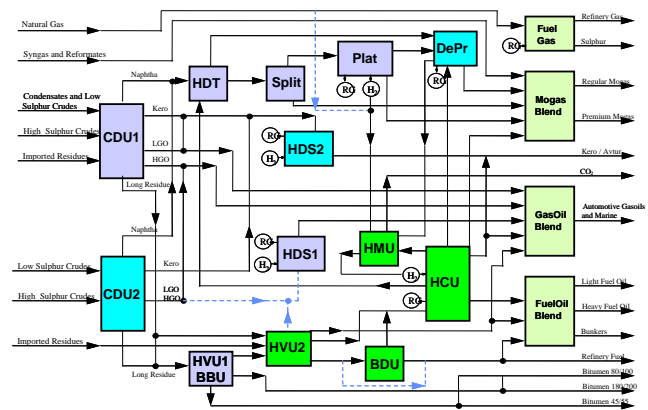 Natural Gas
Refinery Gas
Fuel
Gas
Sulphur
RG
Syngas and Reformates
DePr
Plat
HDT
Split
RG
H2
RG
Naphtha
Condensates and Low
Sulphur Crudes
Kero
CDU1
Regular Mogas
Mogas
Blend
Premium Mogas
High Sulphur Crudes
RG
HDS2
LGO
H2
Kero / Avtur
Imported Residues
HGO
CO2
Long Residue
GasOil
Blend
Automotive Gasoils
and Marine
Naphtha
RG
HDS1
HMU
H2
Low Sulphur Crudes
Kero
H2
HCU
CDU2
LGO
HGO
RG
High Sulphur Crudes
Light Fuel Oil
FuelOil
Blend
Heavy Fuel Oil
Bunkers
Imported Residues
HVU2
HVU1
BBU
BDU
Refinery Fuel
Long Residue
Bitumen 80/100
Bitumen 180/200
Bitumen 45/55